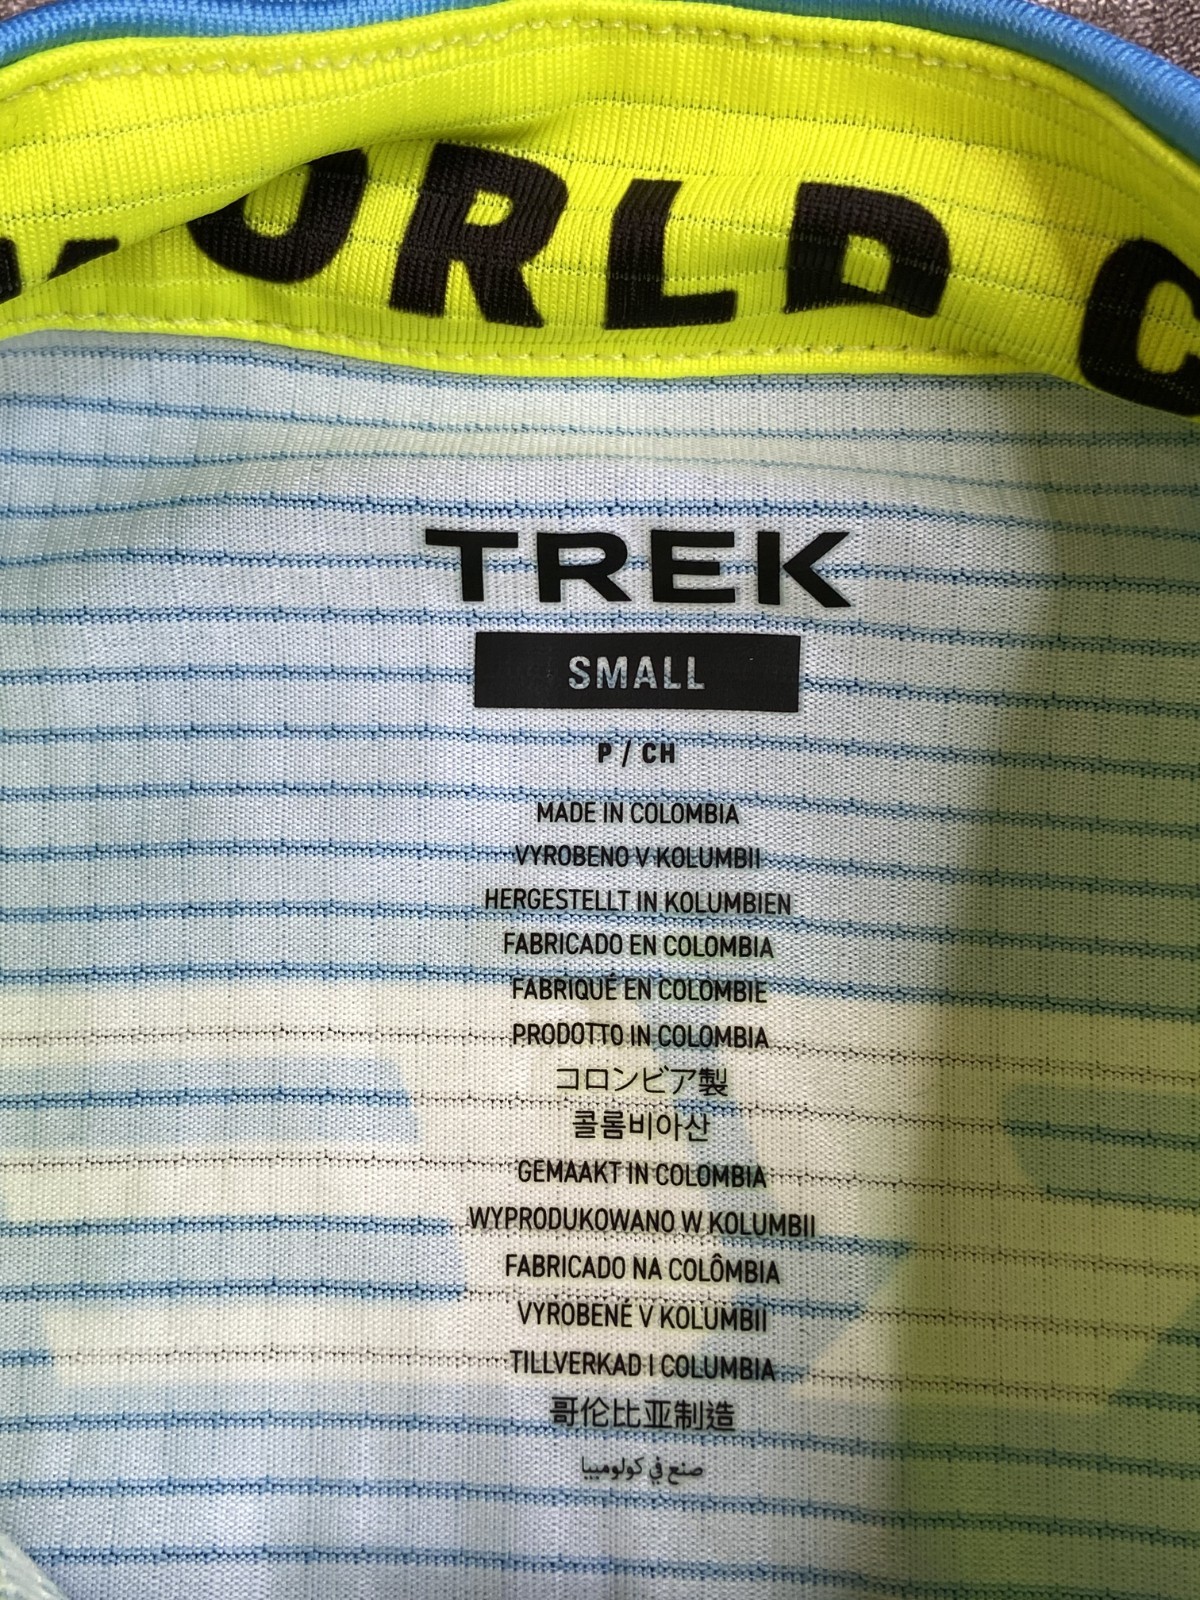 WORLD C
TREK
SMALL
P / CH
MADE IN COLOMBIA
VYROBENO V KOLUMBII
HERGESTELLT IN KOLUMBIEN
FABRICADO EN COLOMBIA
FABRIQUÉ EN COLOMBIE
PRODOTTO IN COLOMBIA
コロンビア製
콜롬비아산
GEMAAKT IN COLOMBIA
WYPRODUKOWANO W KOLUMBII
FABRICADO NA COLÔMBIA
VYROBENÉ V KOLUMBII
TILLVERKAD I COLUMBIA
哥伦比亚制造
صنع في كولومبيا